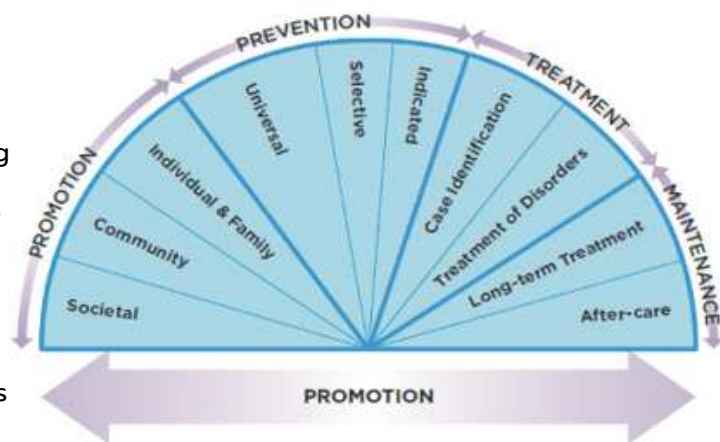 PROMOTION
PREVENTION
TREATMENT
MAINTENANCE
Societal
Community
Individual & Family
Universal
Selective
Indicated
Case Identification
Treatment of Disorders
Long-term Treatment
After-care
PROMOTION
g
s